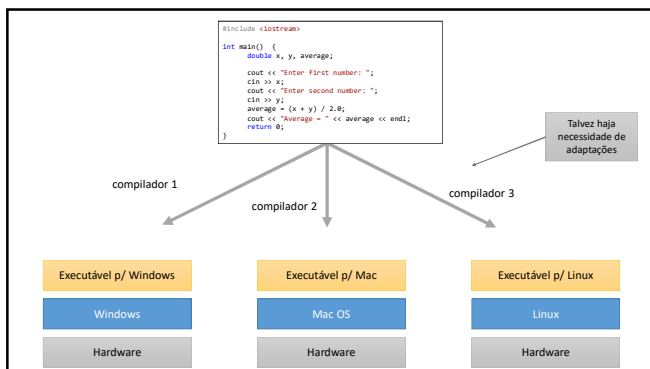 #include <iostream>
int main()  {
double x, y, average;
cout << "Enter first number: ";
cin >> x;
cout << "Enter second number: ";
cin >> y;
average = (x + y) / 2.0;
cout << "Average = " << average << endl;
return 0;
}
Talvez haja
necessidade de
adaptações
compilador 1
compilador 2
compilador 3
Executável p/ Windows
Executável p/ Mac
Executável p/ Linux
Windows
Mac OS
Linux
Hardware
Hardware
Hardware